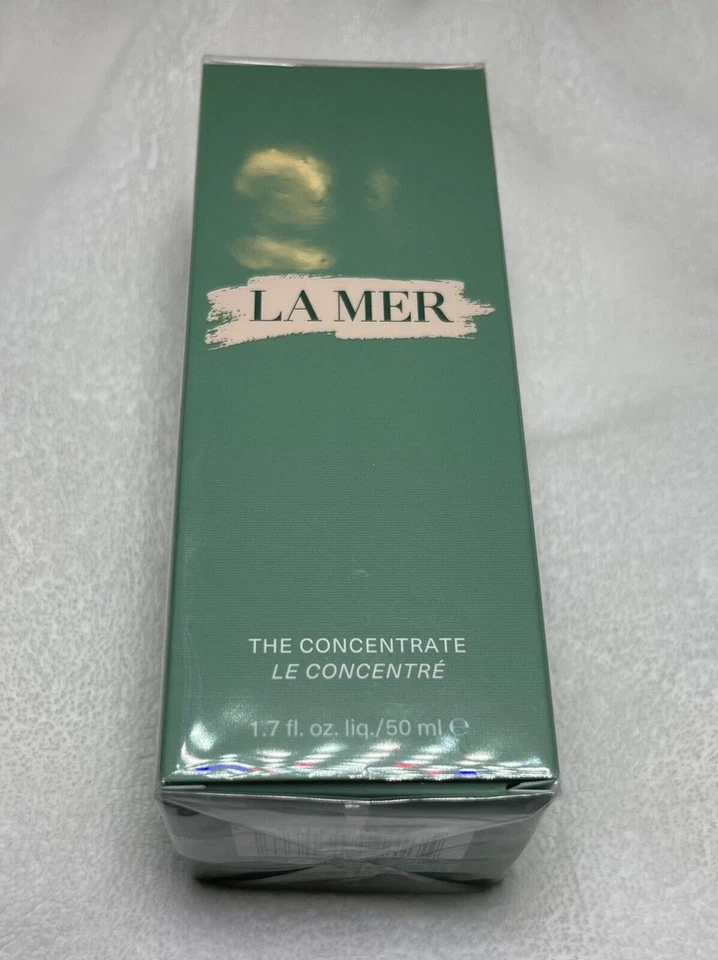 LA MER
THE CONCENTRATE
LE CONCENTRÉ
1.7 fl. oz. liq./50 ml ℮